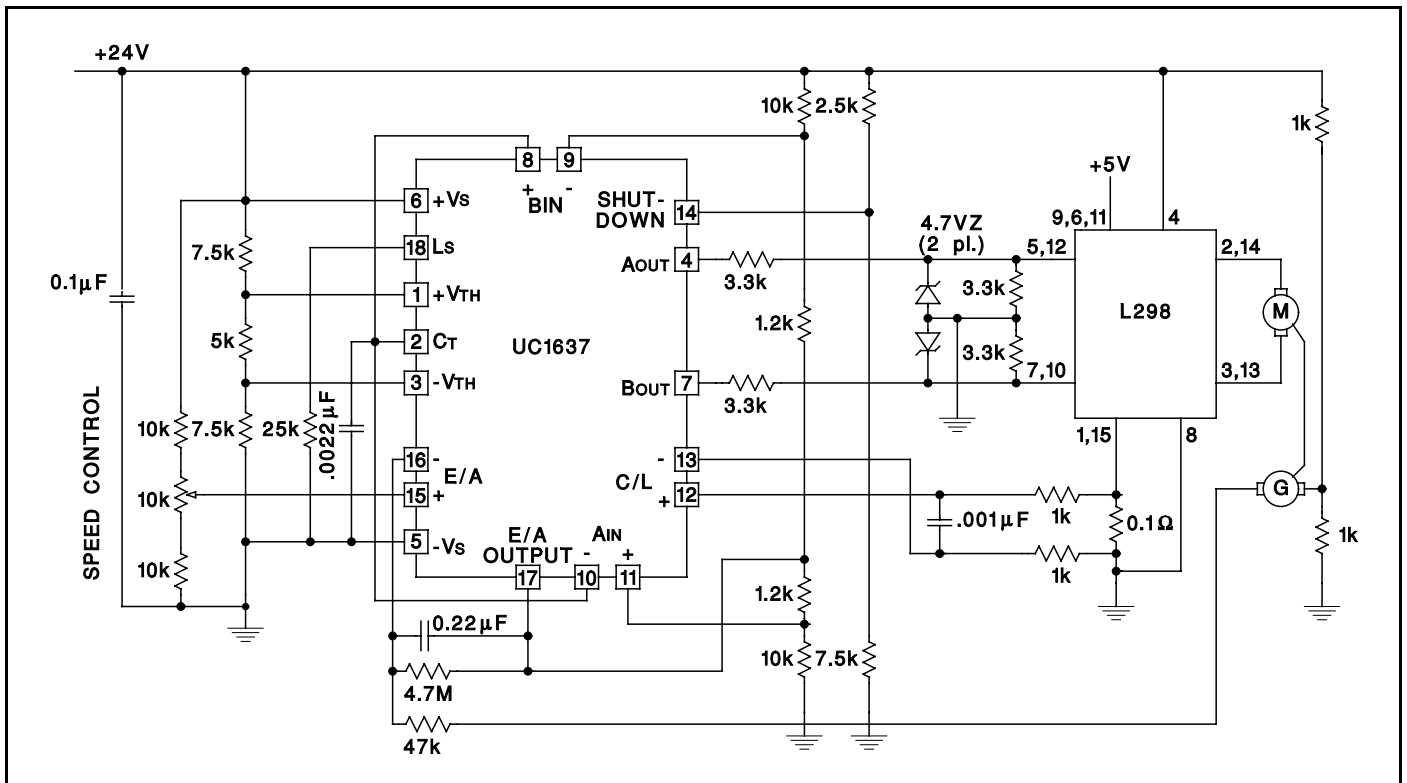 +24V
10k
2.5k
1k
8
9
+ BIN -
6
+VS
SHUT-
DOWN
14
+5V
9,6,11
4
7.5k
18
LS
4.7VZ
(2 pl.)
5,12
2,14
AOUT
4
3.3k
0.1μF
1
+VTH
3.3k
L298
M
5k
2
CT
UC1637
1.2k
3.3k
3
-VTH
BOUT
7
3.3k
7,10
3,13
SPEED CONTROL
10k
7.5k
25k
.0022μF
1,15
8
16
-
E/A
-
13
C/L
15
+
+
12
10k
G
1k
.001μF
0.1Ω
1k
5
-VS
E/A
OUTPUT
AIN
- +
1k
10k
17
10
11
1.2k
0.22μF
10k
7.5k
4.7M
47k